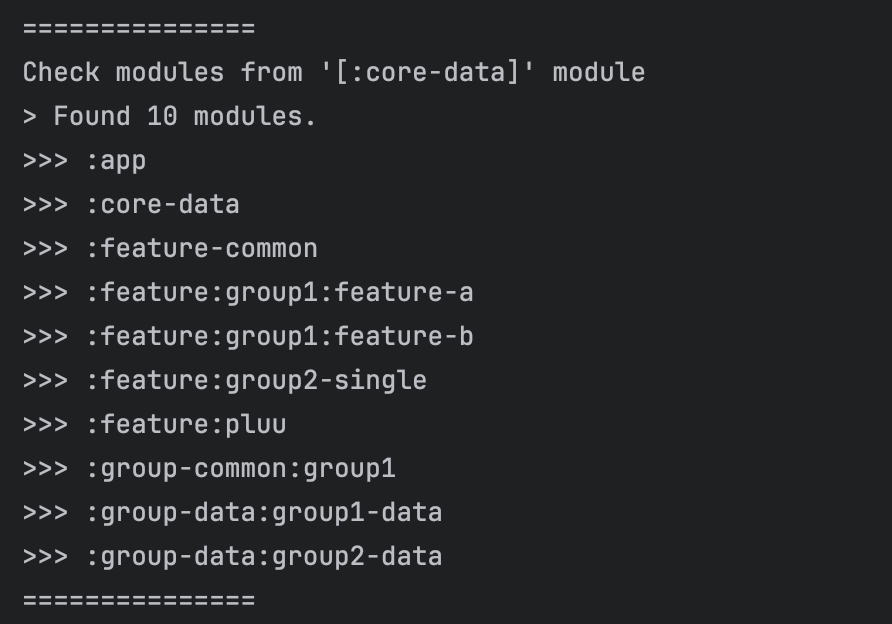 ===============
Check modules from '[:core-data]' module
> Found 10 modules.
>>> :app
>>> :core-data
>>> :feature-common
>>> :feature:group1:feature-a
>>> :feature:group1:feature-b
>>> :feature:group2-single
>>> :feature:pluu
>>> :group-common:group1
>>> :group-data:group1-data
>>> :group-data:group2-data
===============